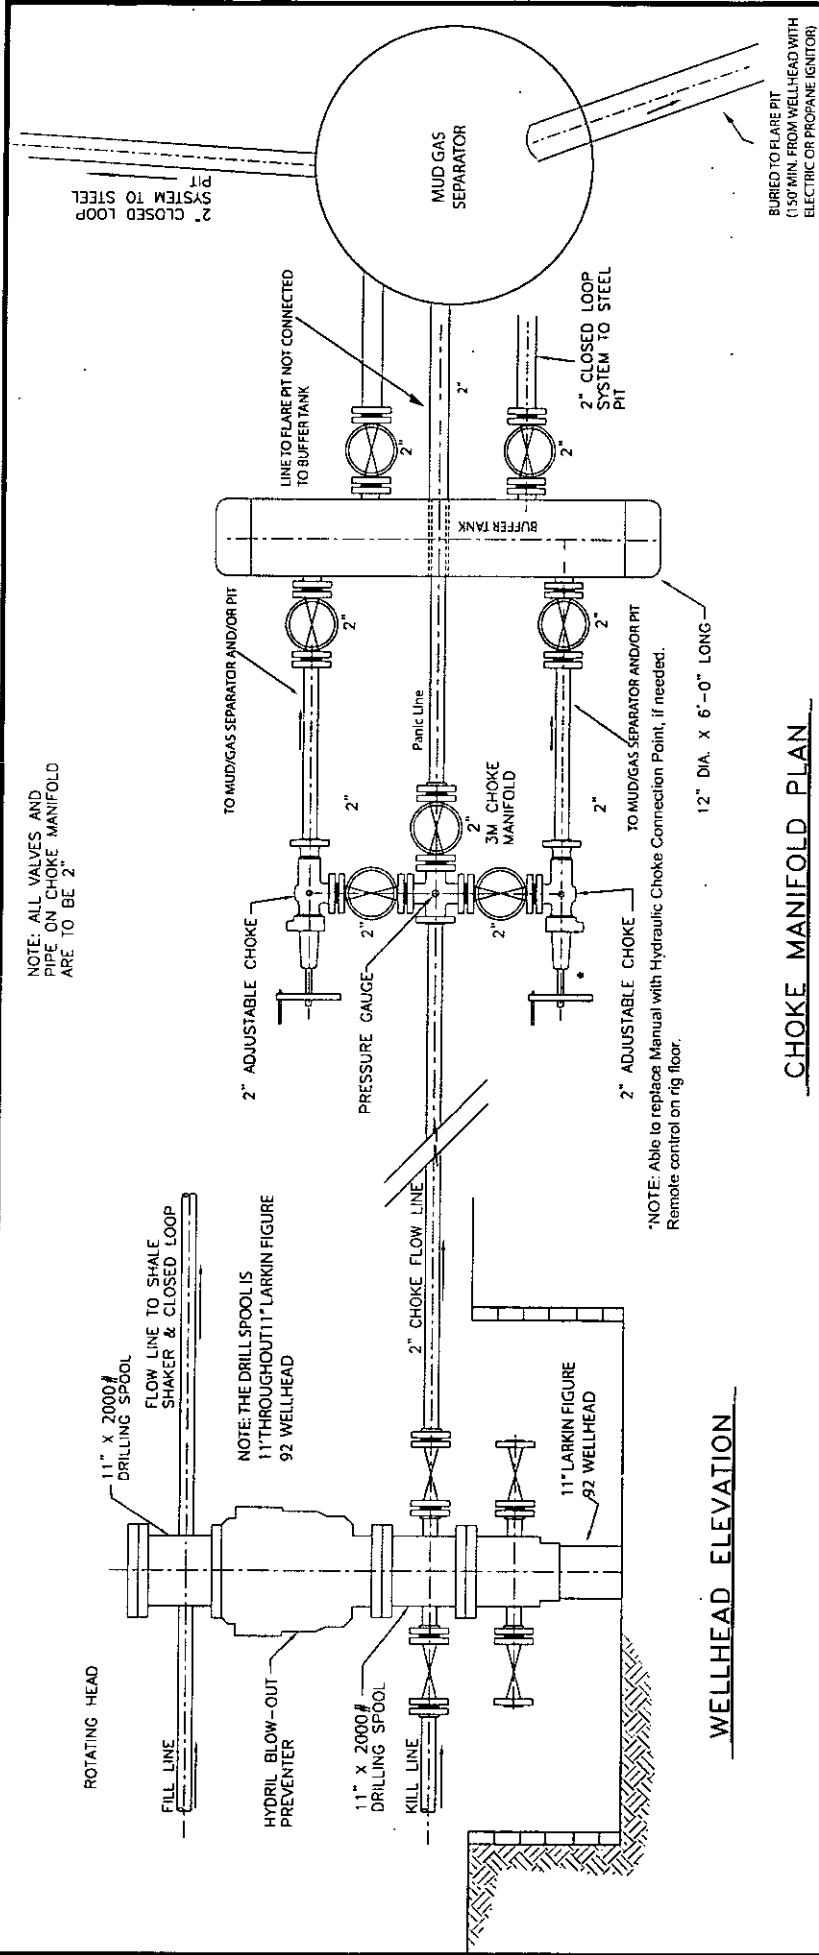 NOTE: ALL VALVES AND
PIPE ON CHOKE MANIFOLD
ARE TO BE 2"
ROTATING HEAD
11" X 2000#
DRILLING SPOOL
FILL LINE
FLOW LINE TO SHALE
SHAKER & CLOSED LOOP
HYDRIL BLOW-OUT
PREVENTER
NOTE: THE DRILL SPOOL IS
11"THROUGHOUT11" LARKIN FIGURE
92 WELLHEAD
11" X 2000#
DRILLING SPOOL
KILL LINE
2" CHOKE FLOW LINE
11" LARKIN FIGURE
92 WELLHEAD
WELLHEAD ELEVATION
2" ADJUSTABLE CHOKE
PRESSURE GAUGE
2" ADJUSTABLE CHOKE
*
*NOTE: Able to replace Manual with Hydraulic Choke Connection Point, if needed.
Remote control on rig floor.
2"
2"
2"
3M CHOKE
MANIFOLD
Panic Line
2"
2"
TO MUD/GAS SEPARATOR AND/OR PIT
TO MUD/GAS SEPARATOR AND/OR PIT
2"
2"
BUFFER TANK
12" DIA. X 6'-0" LONG
2"
2"
LINE TO FLARE PIT NOT CONNECTED
TO BUFFER TANK
2"
2" CLOSED LOOP
SYSTEM TO STEEL
PIT
2" CLOSED LOOP
SYSTEM TO STEEL
PIT
MUD GAS
SEPARATOR
BURIED TO FLARE PIT
(150' MIN. FROM WELLHEAD WITH
ELECTRIC OR PROPANE IGNITOR)
CHOKE MANIFOLD PLAN